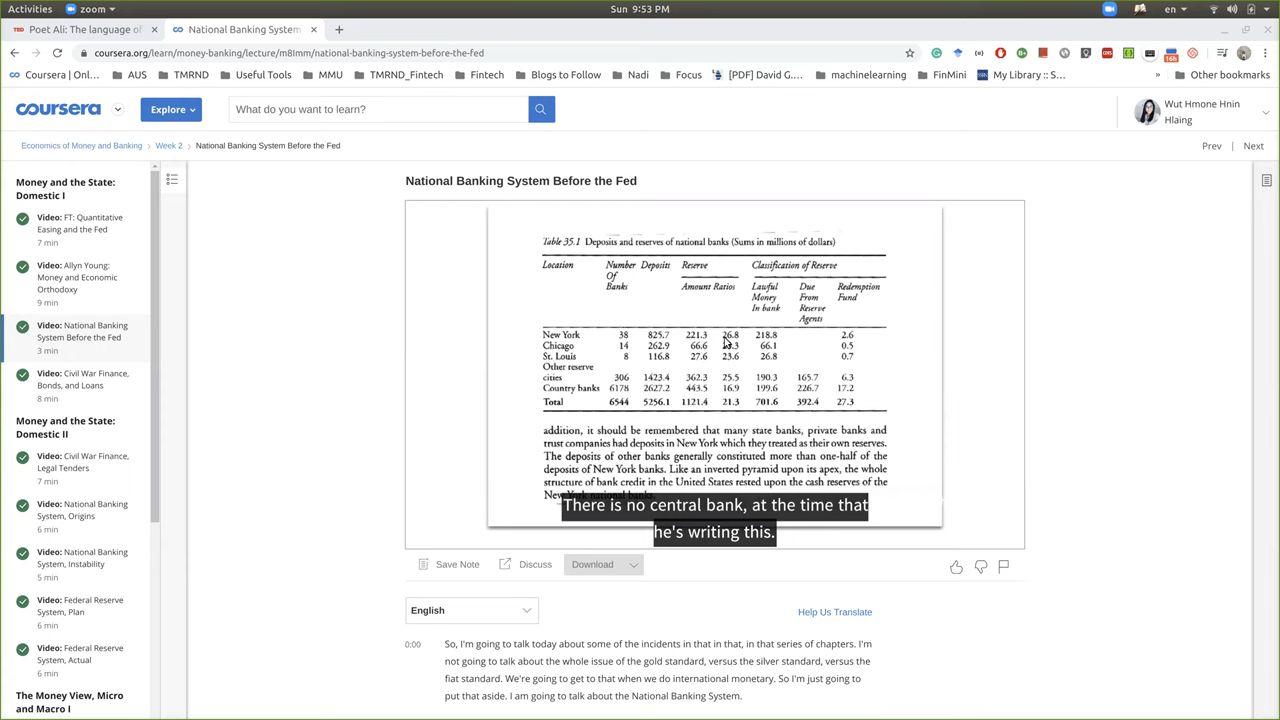 Activities
zoom
Sun 9:53 PM
en
Poet Ali: The language of
National Banking System
coursera.org/learn/money-banking/lecture/m8Imm/national-banking-system-before-the-fed
Coursera | Onl...
AUS
TMRND
Useful Tools
MMU
TMRND_Fintech
Fintech
Blogs to Follow
Nadi
Focus
[PDF] David G....
machinelearning
FinMini
My Library :: S...
»
Other bookmarks
coursera
Explore
What do you want to learn?
Wut Hmone Hnin
Hlaing
Economics of Money and Banking
Week 2
National Banking System Before the Fed
Prev | Next
Money and the State:
Domestic I
Video: FT: Quantitative
Easing and the Fed
7 min
Video: Allyn Young:
Money and Economic
Orthodoxy
9 min
Video: National Banking
System Before the Fed
3 min
Video: Civil War Finance,
Bonds, and Loans
8 min
Money and the State:
Domestic II
Video: Civil War Finance,
Legal Tenders
7 min
Video: National Banking
System, Origins
6 min
Video: National Banking
System, Instability
5 min
Video: Federal Reserve
System, Plan
6 min
Video: Federal Reserve
System, Actual
6 min
The Money View, Micro
and Macro I
National Banking System Before the Fed
Table 35.1 Deposits and reserves of national banks (Sums in millions of dollars)
Location Number Deposits Reserve Classification of Reserve
Of
Banks Amount Ratios Lawful Due Redemption
Money From Fund
In bank Reserve
Agents
New York 38 825.7 221.3 26.8 218.8 2.6
Chicago 14 262.9 66.6 .3 66.1 0.5
St. Louis 8 116.8 27.6 23.6 26.8 0.7
Other reserve
cities 306 1423.4 362.3 25.5 190.3 165.7 6.3
Country banks 6178 2627.2 443.5 16.9 199.6 226.7 17.2
Total 6544 5256.1 1121.4 21.3 701.6 392.4 27.3
addition, it should be remembered that many state banks, private banks and
trust companies had deposits in New York which they treated as their own reserves.
The deposits of other banks generally constituted more than one-half of the
deposits of New York banks. Like an inverted pyramid upon its apex, the whole
structure of bank credit in the United States rested upon the cash reserves of the
New York national banks.
There is no central bank, at the time that
he's writing this.
Save Note
Discuss
Download
English
Help Us Translate
0:00
So, I'm going to talk today about some of the incidents in that in that, in that series of chapters. I'm
not going to talk about the whole issue of the gold standard, versus the silver standard, versus the
fiat standard. We're going to get to that when we do international monetary. So I'm just going to
put that aside. I am going to talk about the National Banking System.